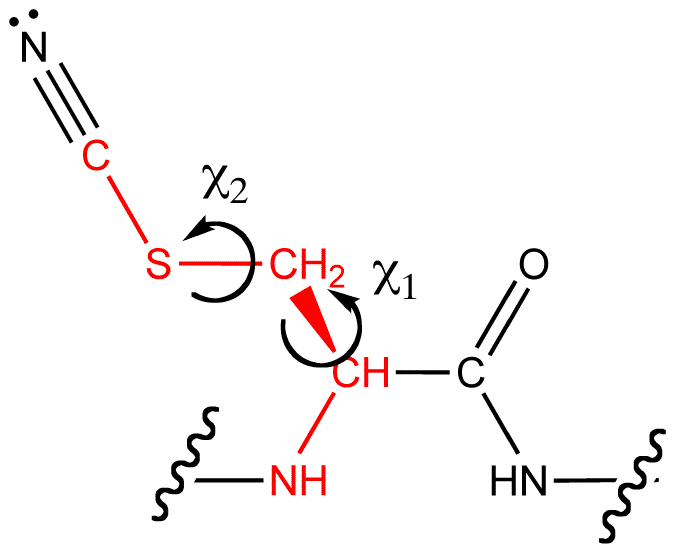 N
C
χ₂
S CH₂ χ₁ O
CH C
NH HN